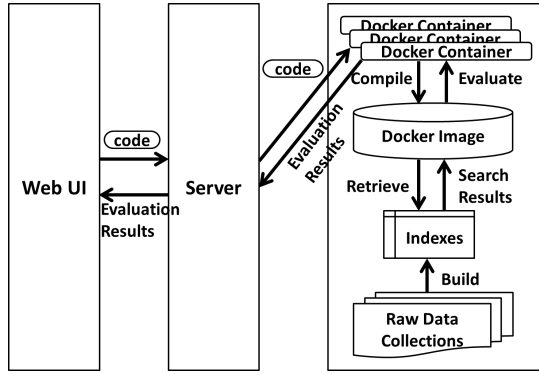 Web UI
code
Evaluation
Results
Server
code
Evaluation
Results
Docker Container
Docker Container
Docker Container
Compile
Evaluate
Docker Image
Retrieve
Search
Results
Indexes
Build
Raw Data
Collections